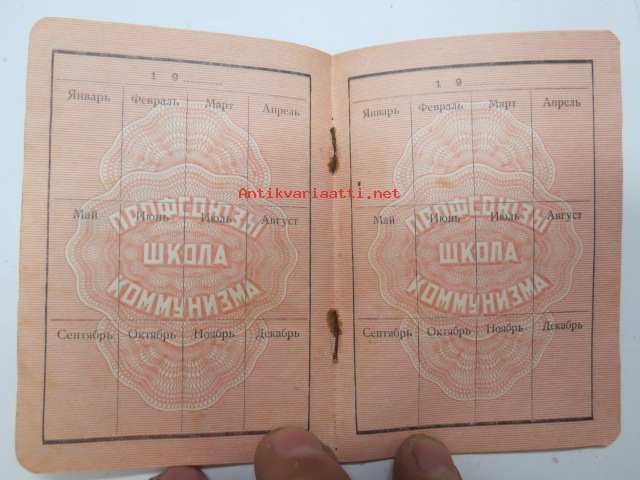 19
Январь Февраль Март Апрель
Май Июнь Июль Август
ПРОФСОЮЗЫ
ШКОЛА
КОММУНИЗМА
Сентябрь Октябрь Ноябрь Декабрь
19
Январь Февраль Март Апрель
Май Июнь Июль Август
ПРОФСОЮЗЫ
ШКОЛА
КОММУНИЗМА
Сентябрь Октябрь Ноябрь Декабрь
Antikvariaatti.net